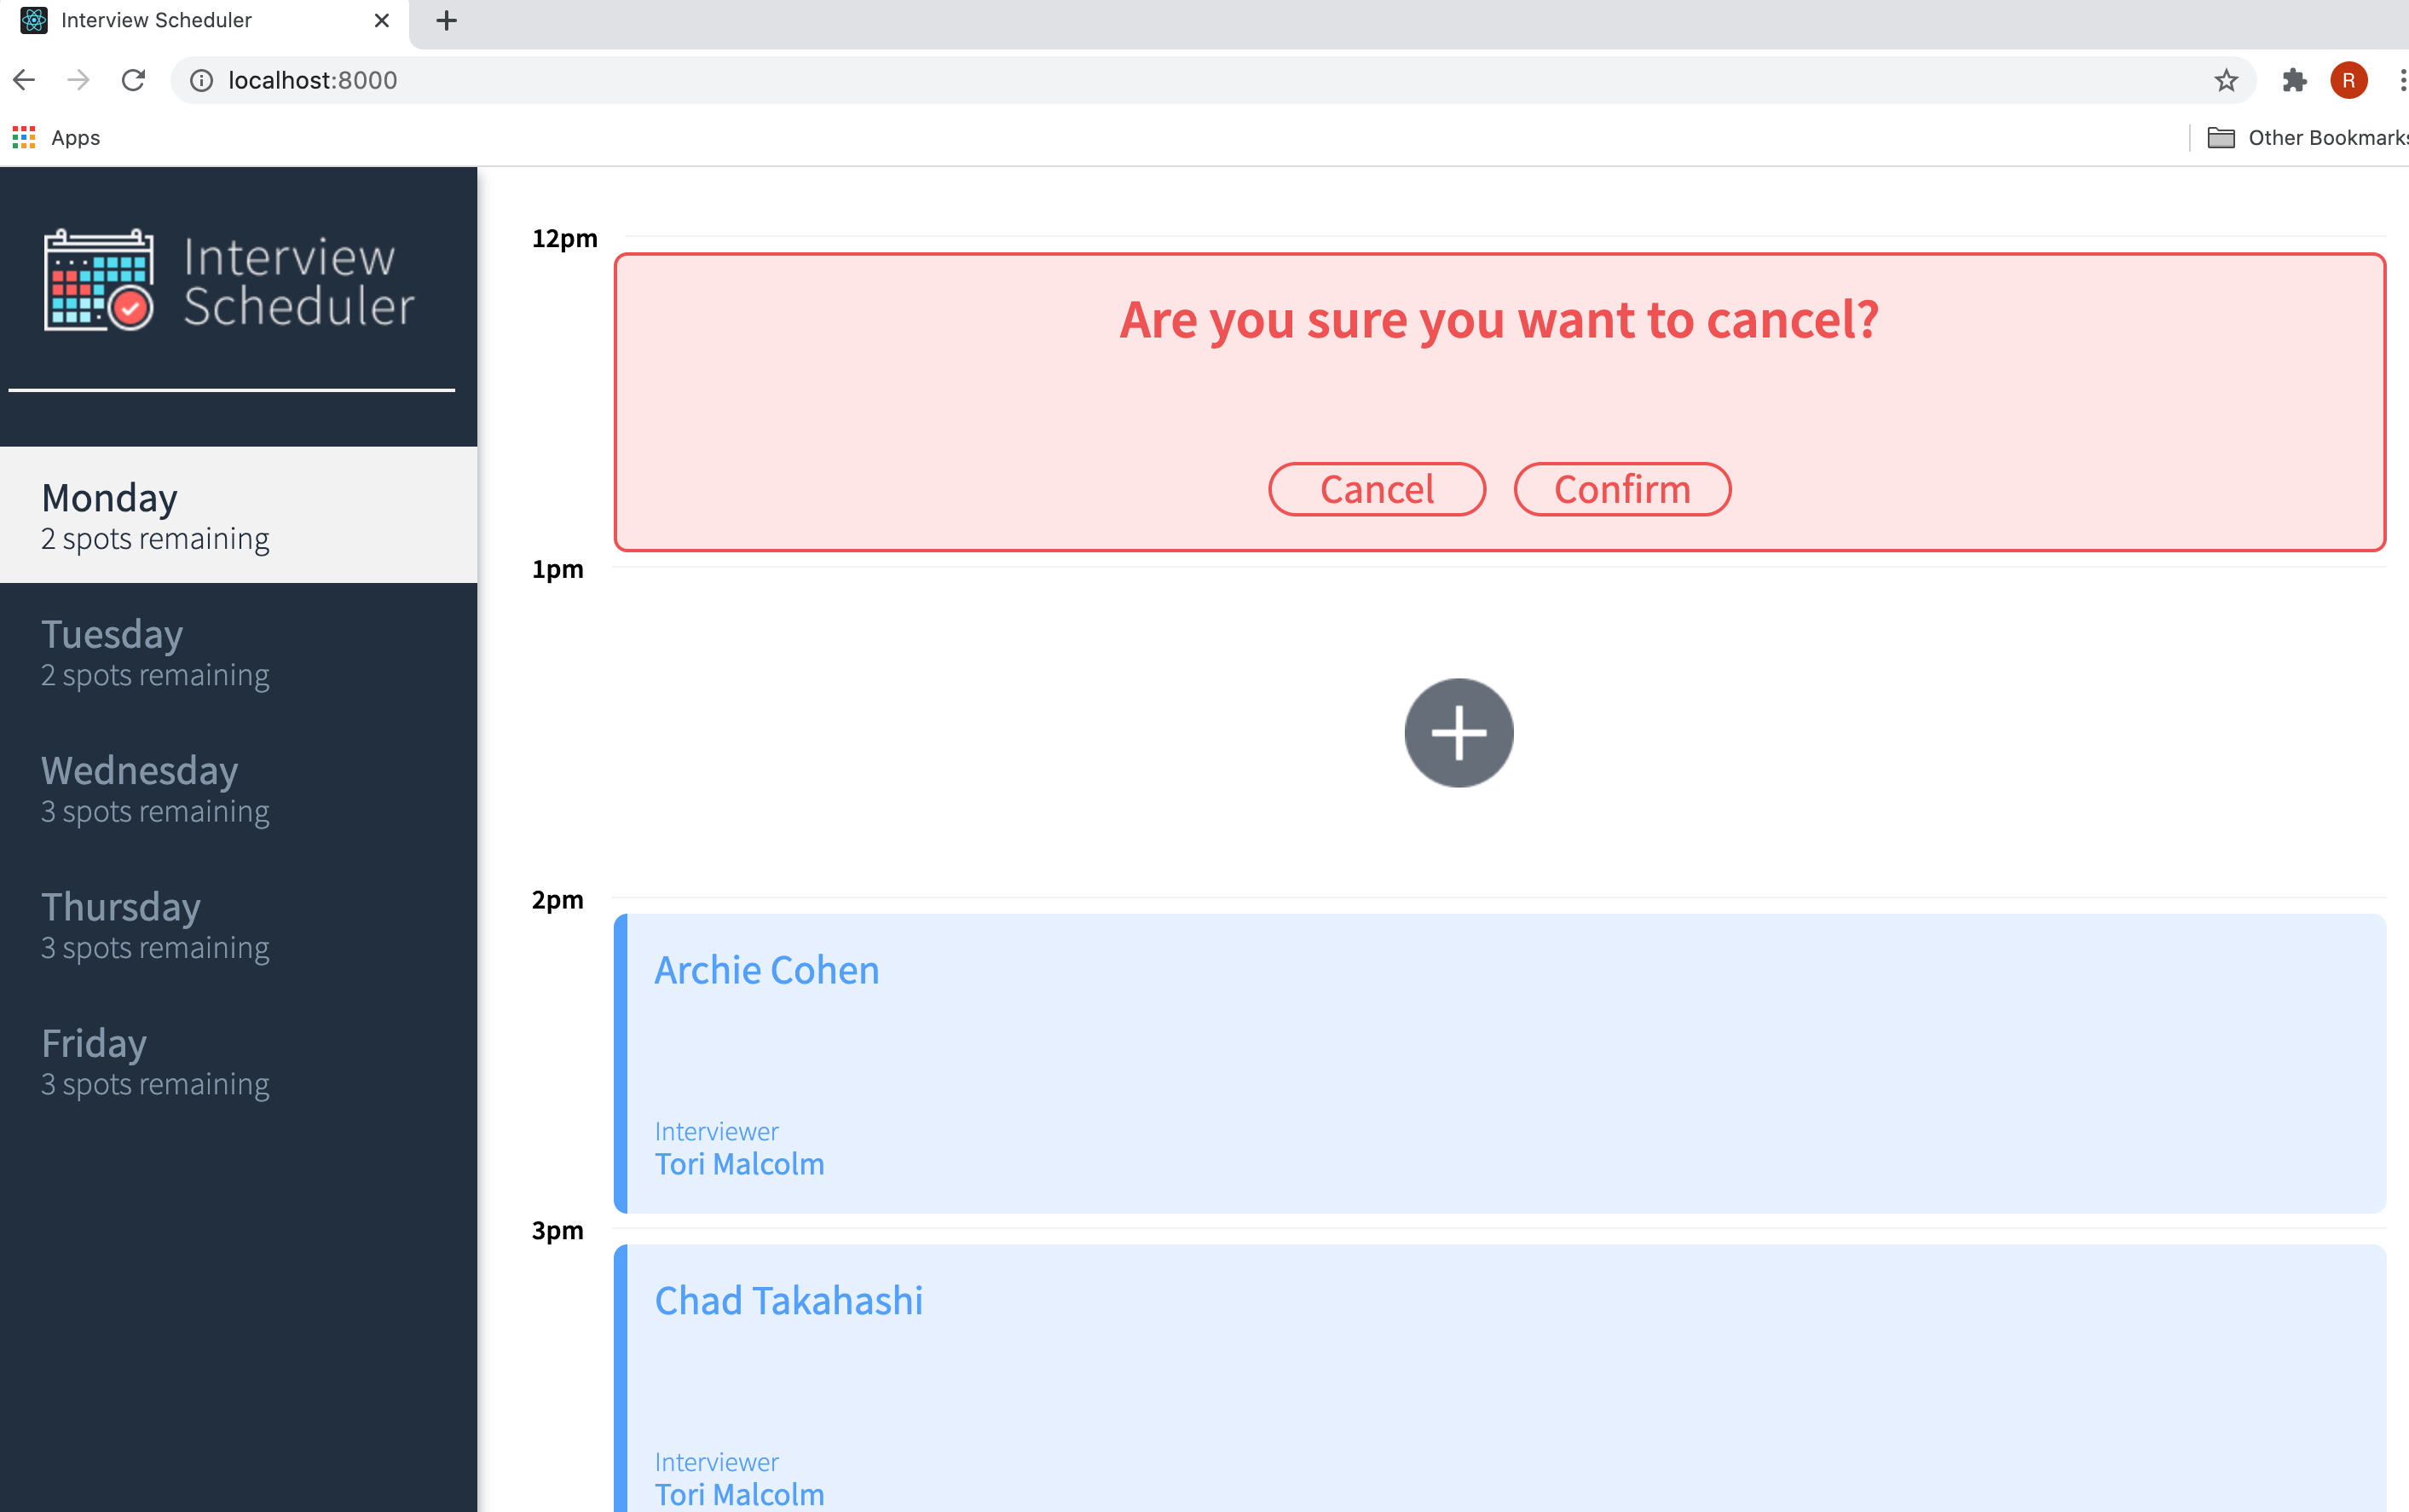 Interview Scheduler
localhost:8000
R
Apps
Other Bookmarks
Interview
Scheduler
Monday
2 spots remaining
Tuesday
2 spots remaining
Wednesday
3 spots remaining
Thursday
3 spots remaining
Friday
3 spots remaining
12pm
Are you sure you want to cancel?
Cancel Confirm
1pm
2pm
Archie Cohen
Interviewer
Tori Malcolm
3pm
Chad Takahashi
Interviewer
Tori Malcolm